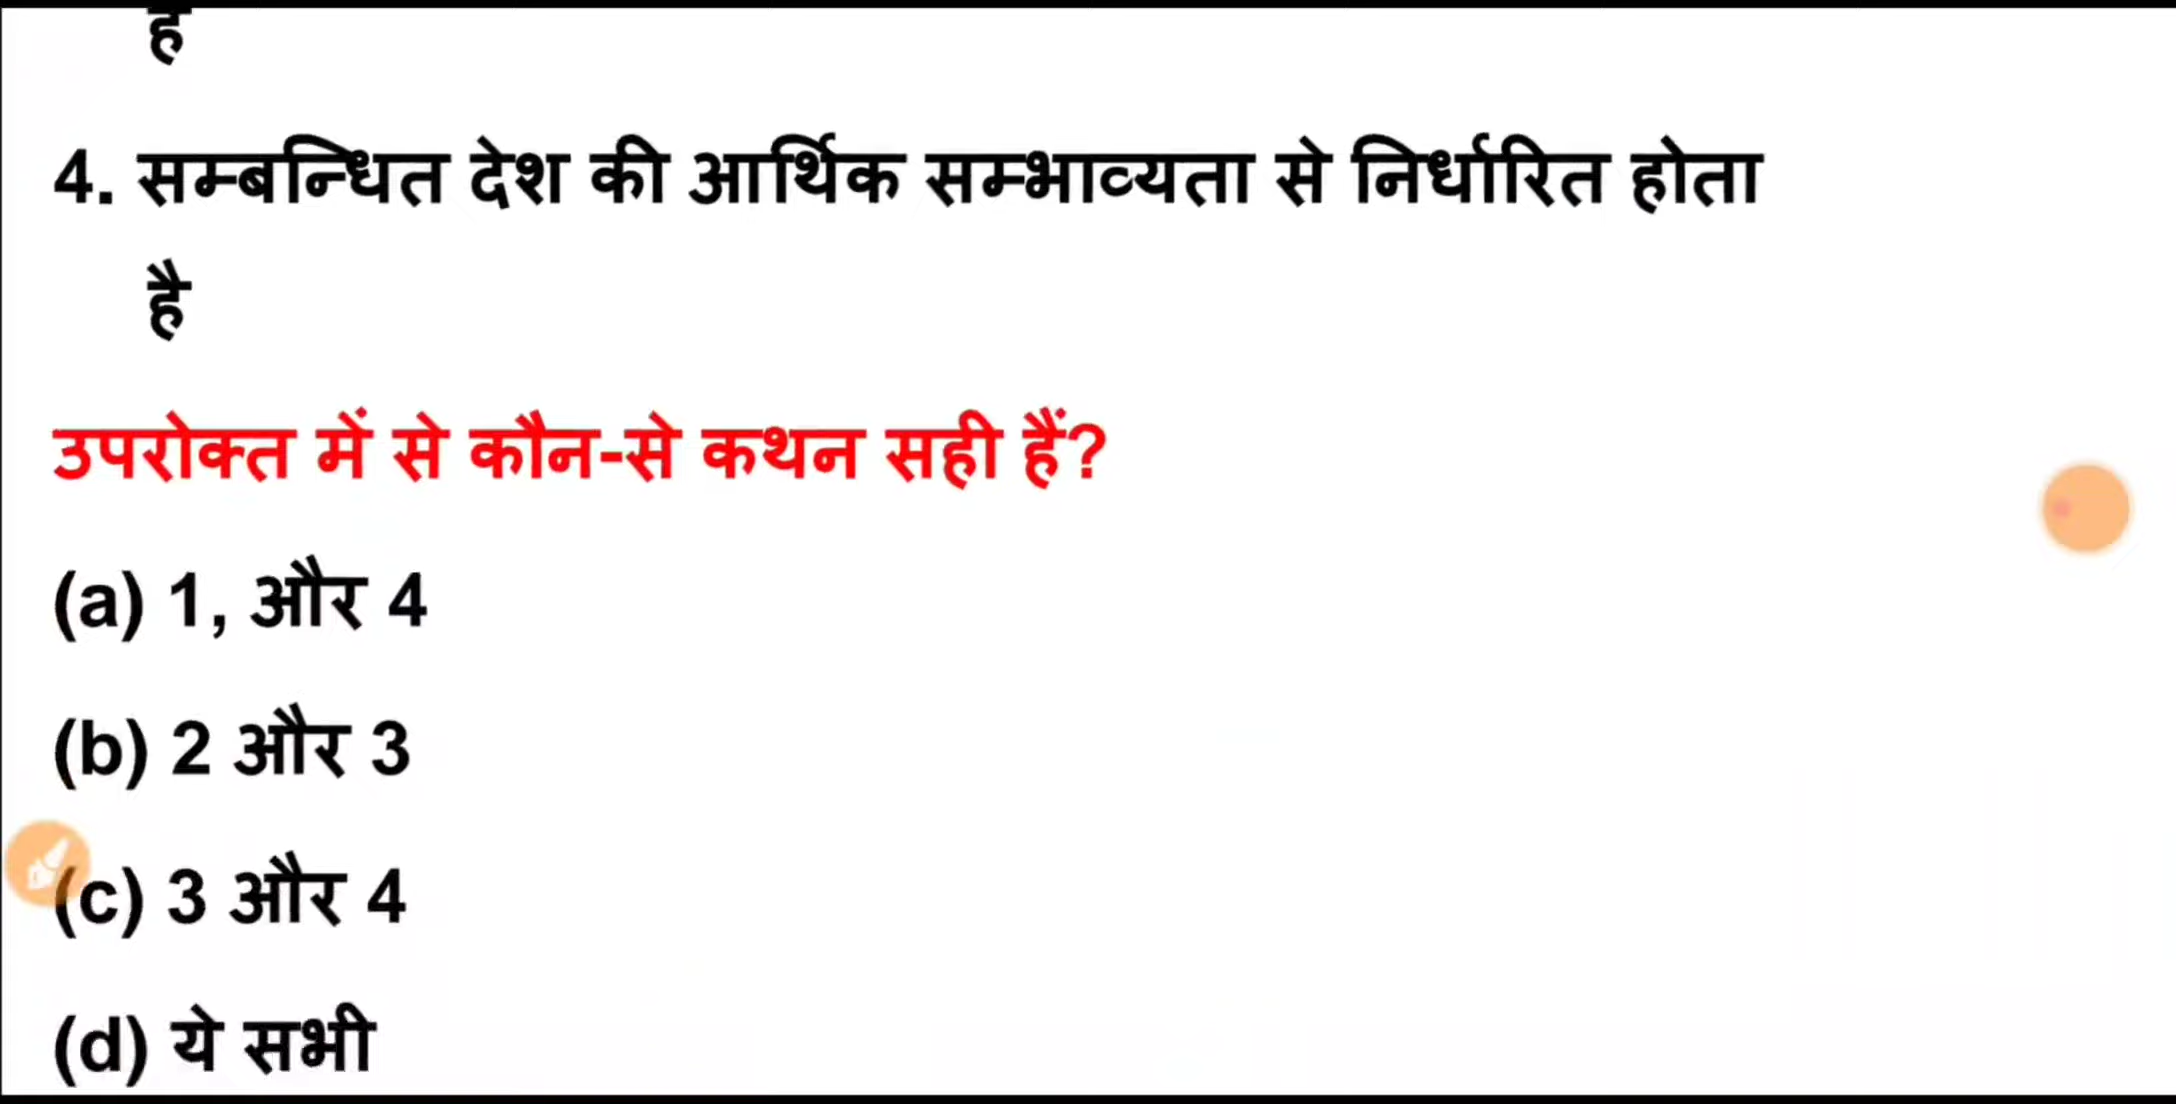 है
4. सम्बन्धित देश की आर्थिक सम्भाव्यता से निर्धारित होता
है
उपरोक्त में से कौन-से कथन सही हैं?
(a) 1, और 4
(b) 2 और 3
(c) 3 और 4
(d) ये सभी